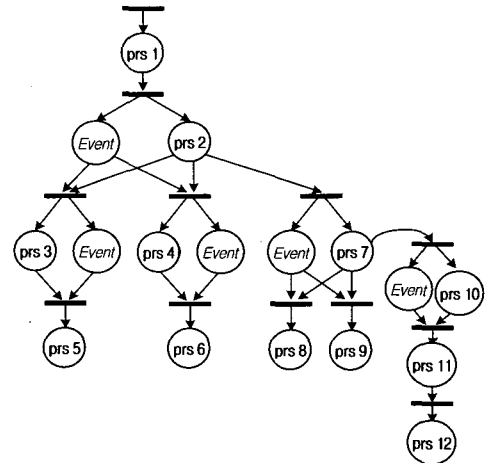 prs 1
Event
prs 2
prs 3
Event
prs 4
Event
Event
prs 7
Event
prs 10
prs 5
prs 6
prs 8
prs 9
prs 11
prs 12